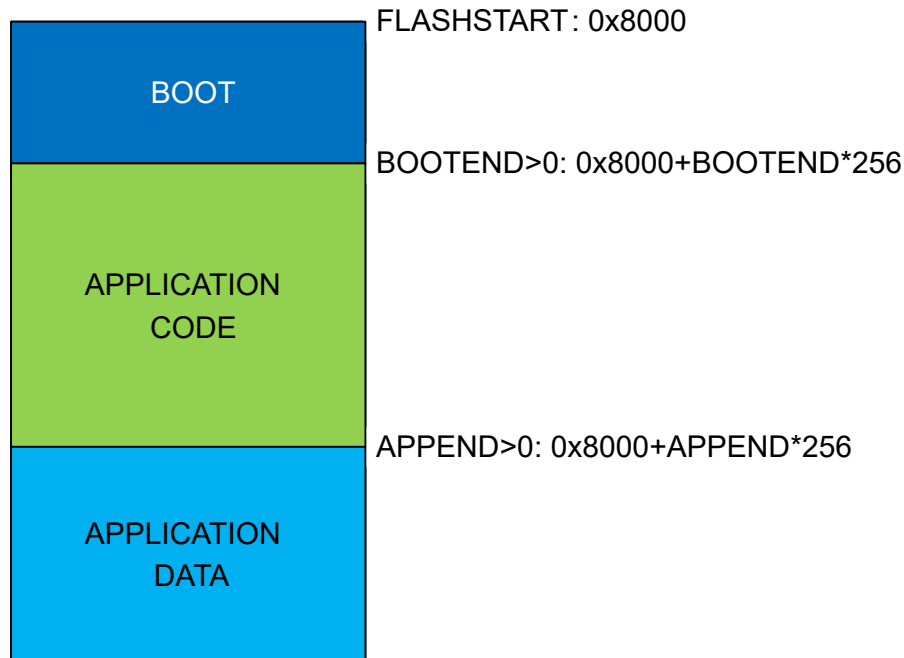 FLASHSTART: 0x8000
BOOT
BOOTEND>0: 0x8000+BOOTEND*256
APPLICATION
CODE
APPEND>0: 0x8000+APPEND*256
APPLICATION
DATA